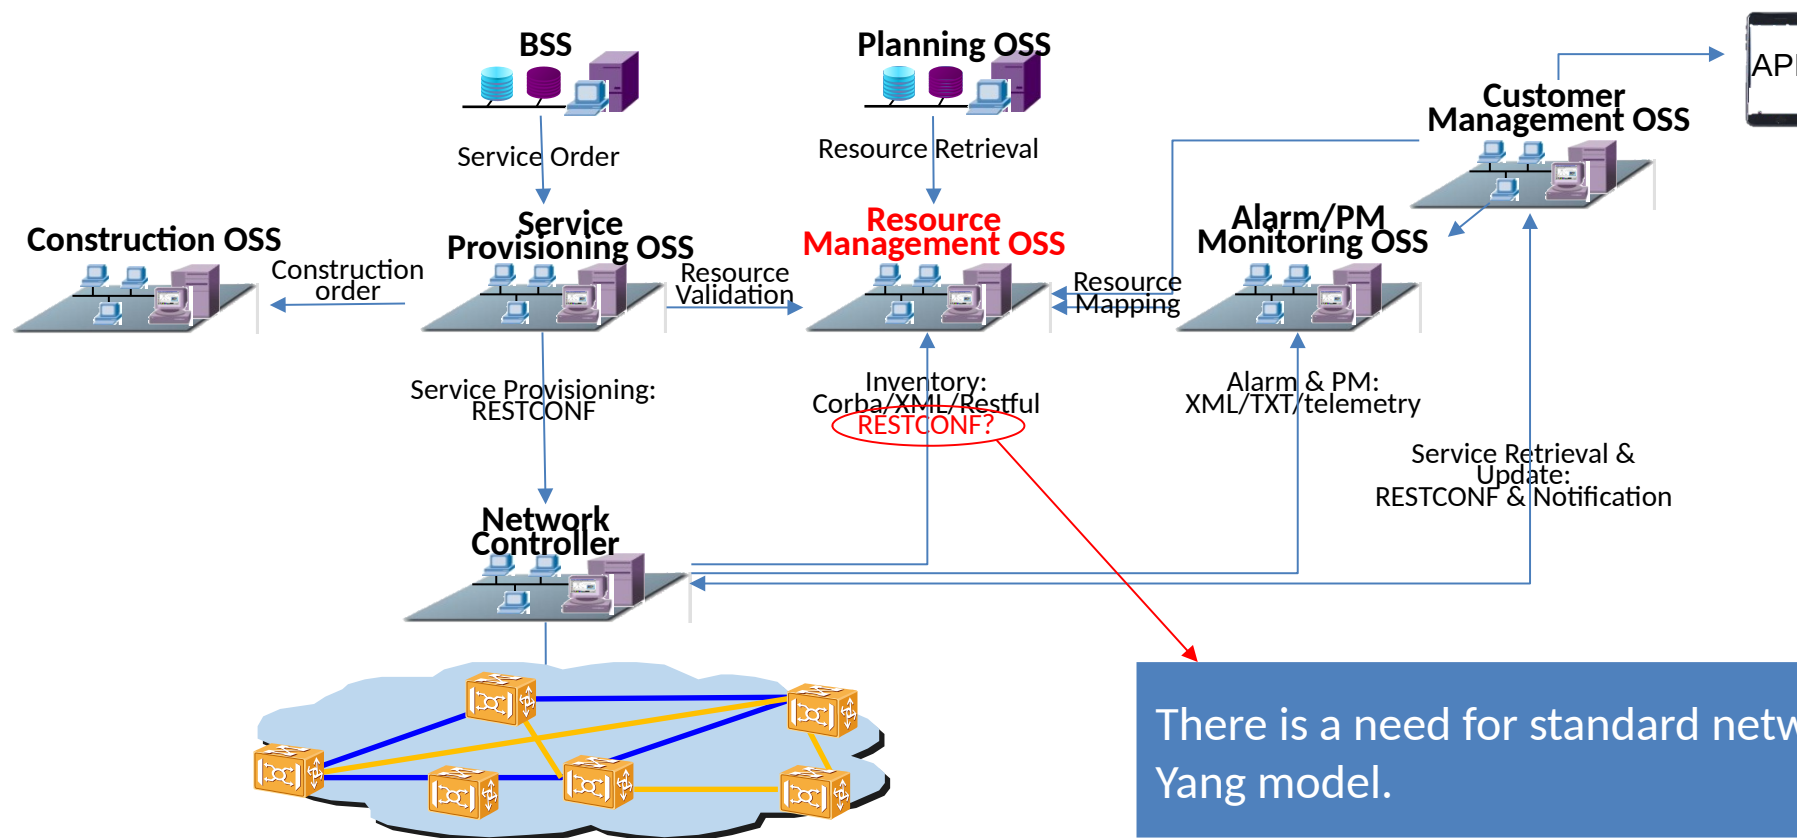 BSS
Planning OSS
Customer
Management OSS
Service Order
Resource Retrieval
Construction OSS
Service
Provisioning OSS
Resource
Management OSS
Alarm/PM
Monitoring OSS
Construction
order
Resource
Validation
Resource
Mapping
Service Provisioning:
RESTCONF
Inventory:
Corba/XML/Restful
RESTCONF?
Alarm & PM:
XML/TXT/telemetry
Service Retrieval &
Update:
RESTCONF & Notification
Network
Controller
There is a need for standard
Yang model.